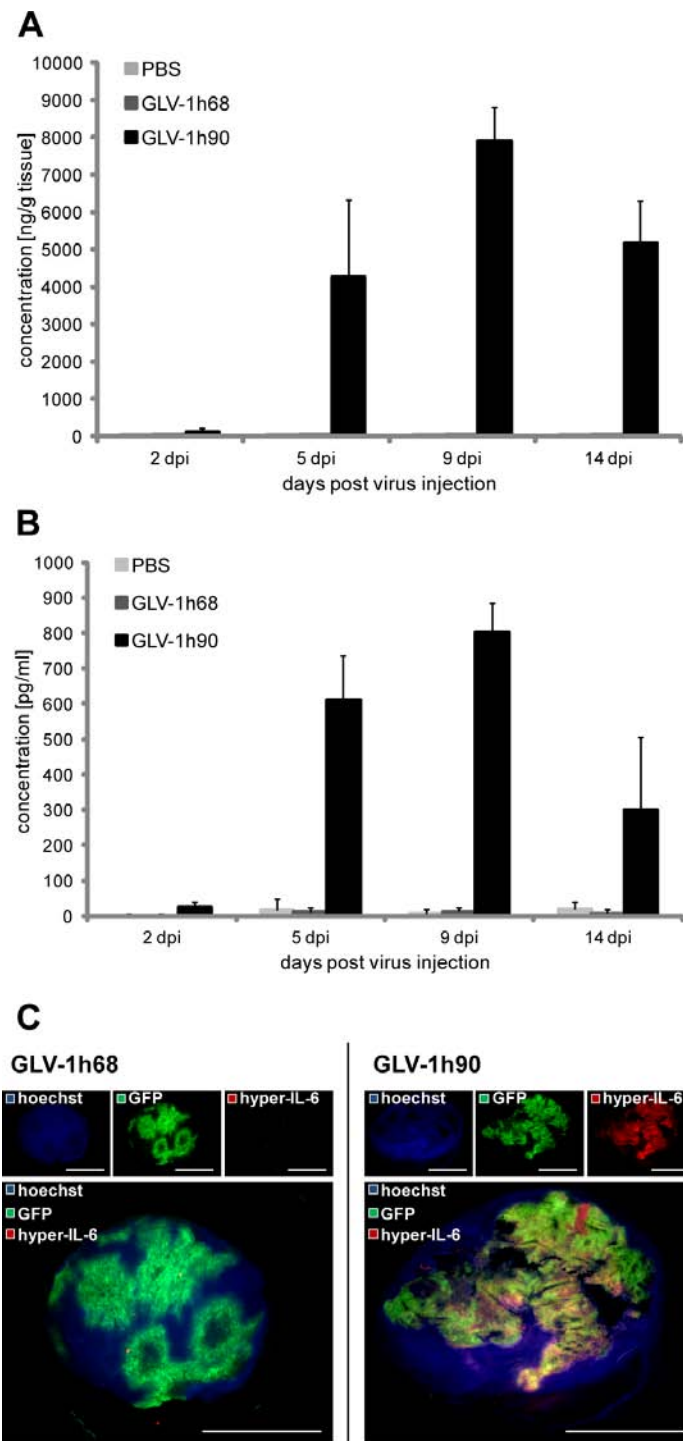 A
10000
9000
8000
7000
6000
5000
4000
3000
2000
1000
0
concentration [ng/g tissue]
PBS
GLV-1h68
GLV-1h90
2 dpi 5 dpi 9 dpi 14 dpi
days post virus injection
B
1000
900
800
700
600
500
400
300
200
100
0
concentration [pg/ml]
PBS
GLV-1h68
GLV-1h90
2 dpi 5 dpi 9 dpi 14 dpi
days post virus injection
C
GLV-1h68
hoechst GFP hyper-IL-6
hoechst
GFP
hyper-IL-6
GLV-1h90
hoechst GFP hyper-IL-6
hoechst
GFP
hyper-IL-6